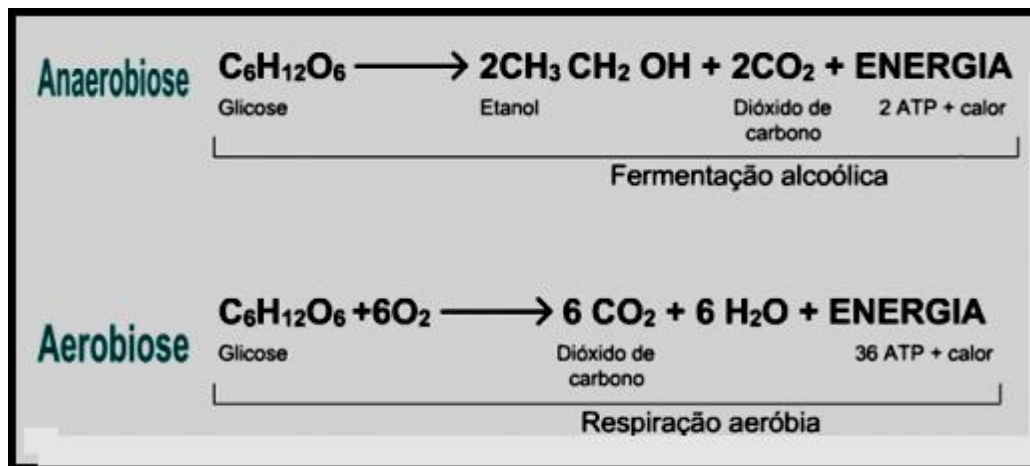 Anaerobiose
C₆H₁₂O₆ ⟶ 2CH₃ CH₂ OH + 2CO₂ + ENERGIA
Glicose Etanol Dióxido de carbono 2 ATP + calor
Fermentação alcoólica
Aerobiose
C₆H₁₂O₆ +6O₂ ⟶ 6 CO₂ + 6 H₂O + ENERGIA
Glicose Dióxido de carbono 36 ATP + calor
Respiração aeróbia